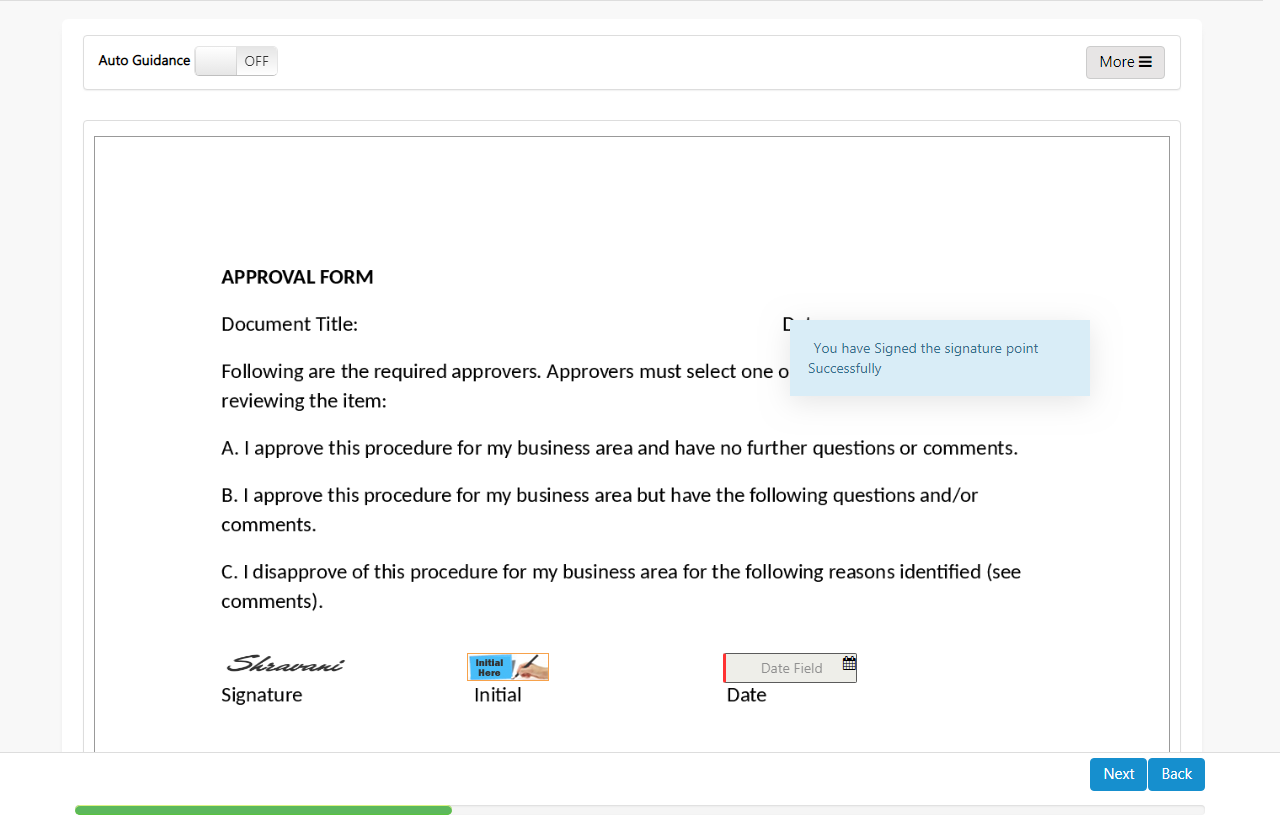 Auto Guidance OFF More
APPROVAL FORM
Document Title:
You have Signed the signature point
Successfully
Following are the required approvers. Approvers must select one
reviewing the item:
A. I approve this procedure for my business area and have no further questions or comments.
B. I approve this procedure for my business area but have the following questions and/or
comments.
C. I disapprove of this procedure for my business area for the following reasons identified (see
comments).
Shravani Initial Here Date Field
Signature Initial Date
Next Back